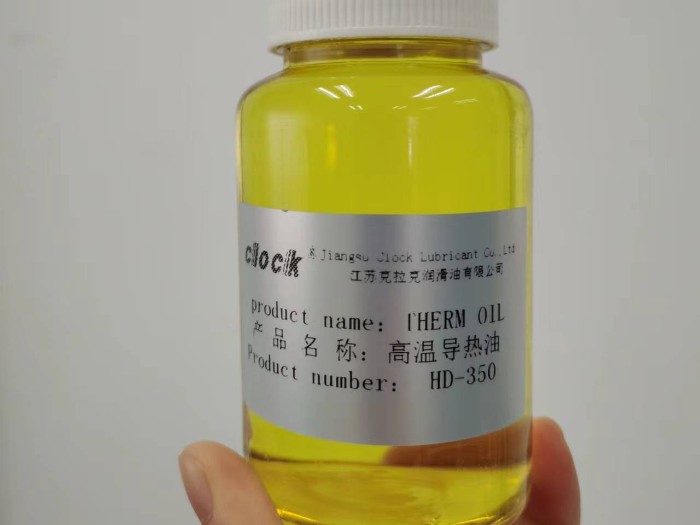 clock
clock ® Jiangsu Clock Lubricant Co.,Ltd
江苏克拉克润滑油有限公司
product name: THERM OIL
产品名称: 高温导热油
Product number: HD-350